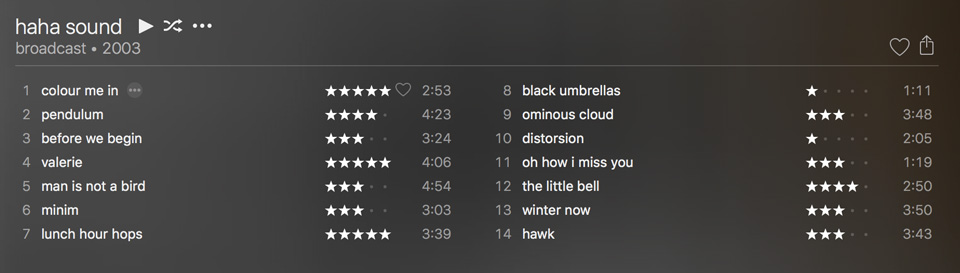 haha sound
broadcast • 2003
1 colour me in ★★★★★ 2:53
2 pendulum ★★★★ 4:23
3 before we begin ★★★ 3:24
4 valerie ★★★★★ 4:06
5 man is not a bird ★★★ 4:54
6 minim ★★★ 3:03
7 lunch hour hops ★★★★★ 3:39
8 black umbrellas ★ 1:11
9 ominous cloud ★★★ 3:48
10 distorsion ★ 2:05
11 oh how i miss you ★★★ 1:19
12 the little bell ★★★★ 2:50
13 winter now ★★★ 3:50
14 hawk ★★★ 3:43